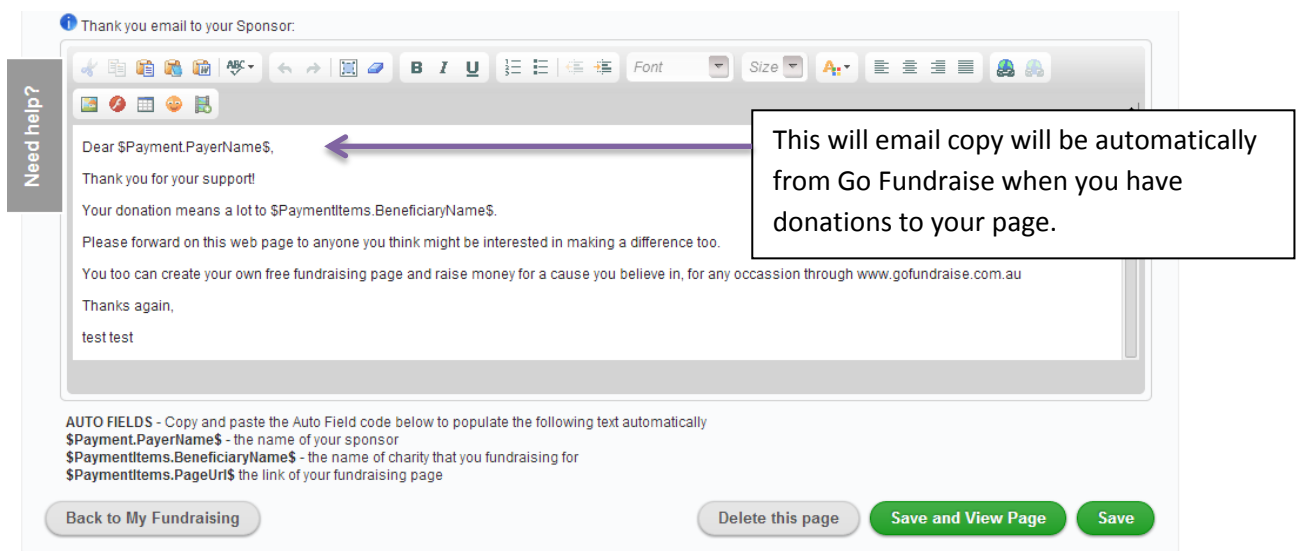 Thank you email to your Sponsor:
Need help?
ABC
B I U
Font
Size
A
Dear $Payment.PayerName$,
Thank you for your support!
Your donation means a lot to $PaymentItems.BeneficiaryName$.
Please forward on this web page to anyone you think might be interested in making a difference too.
You too can create your own free fundraising page and raise money for a cause you believe in, for any occassion through www.gofundraise.com.au
Thanks again,
test test
This will email copy will be automatically
from Go Fundraise when you have
donations to your page.
AUTO FIELDS - Copy and paste the Auto Field code below to populate the following text automatically
$Payment.PayerName$ - the name of your sponsor
$PaymentItems.BeneficiaryName$ - the name of charity that you fundraising for
$PaymentItems.PageUrl$ the link of your fundraising page
Back to My Fundraising
Delete this page
Save and View Page
Save